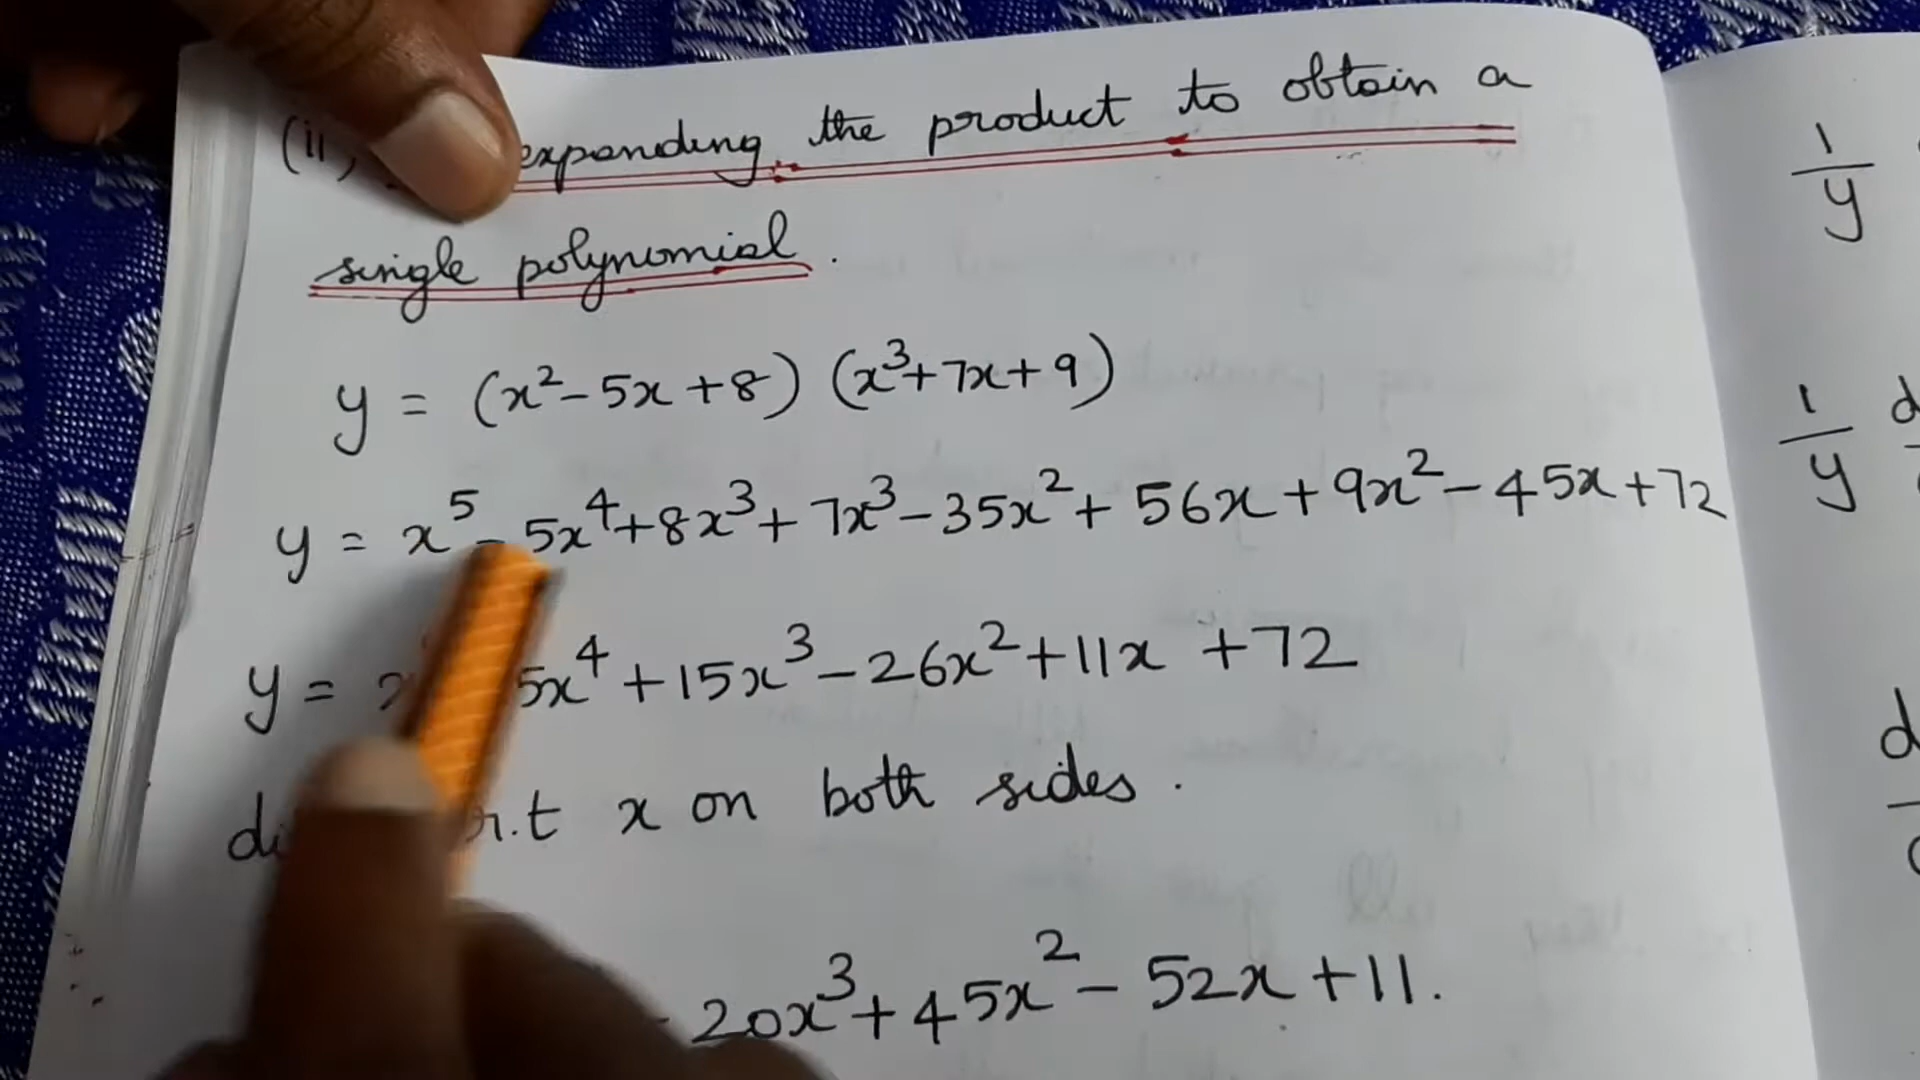 (ii) expanding the product to obtain a
single polynomial.
y = (x² - 5x + 8) (x³ + 7x + 9)
y = x⁵ - 5x⁴ + 8x³ + 7x³ - 35x² + 56x + 9x² - 45x + 72
y = 5x⁴ + 15x³ - 26x² + 11x + 72
r.t x on both sides.
- 20x³ + 45x² - 52x + 11.
1
y
1
y
d
d